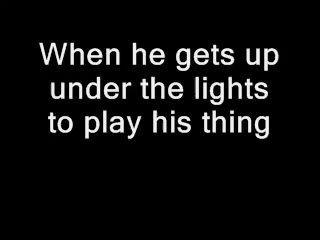 When he gets up
under the lights
to play his thing